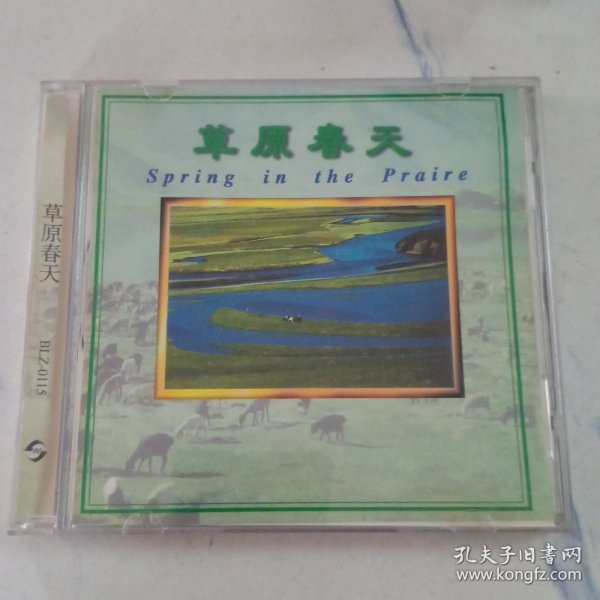 草原春天
Spring in the Praire
草原春天
BLZ-0115
孔夫子旧书网
www.kongfz.com